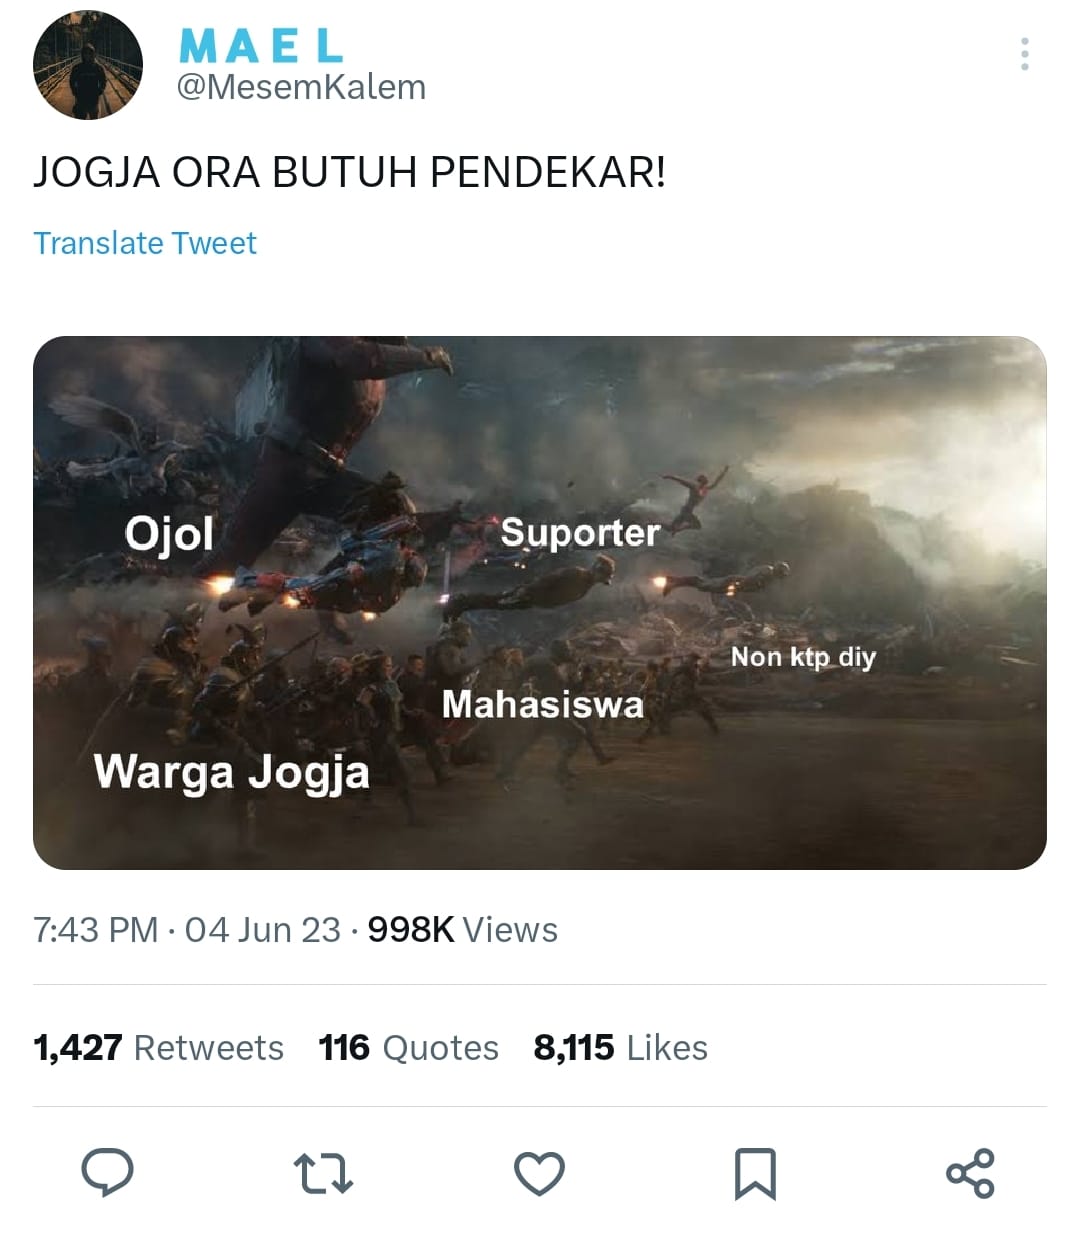 MAEL
@MesemKalem
JOGJA ORA BUTUH PENDEKAR!
Translate Tweet
Ojol
Suporter
Non ktp diy
Mahasiswa
Warga Jogja
7:43 PM · 04 Jun 23 · 998K Views
1,427 Retweets 116 Quotes 8,115 Likes